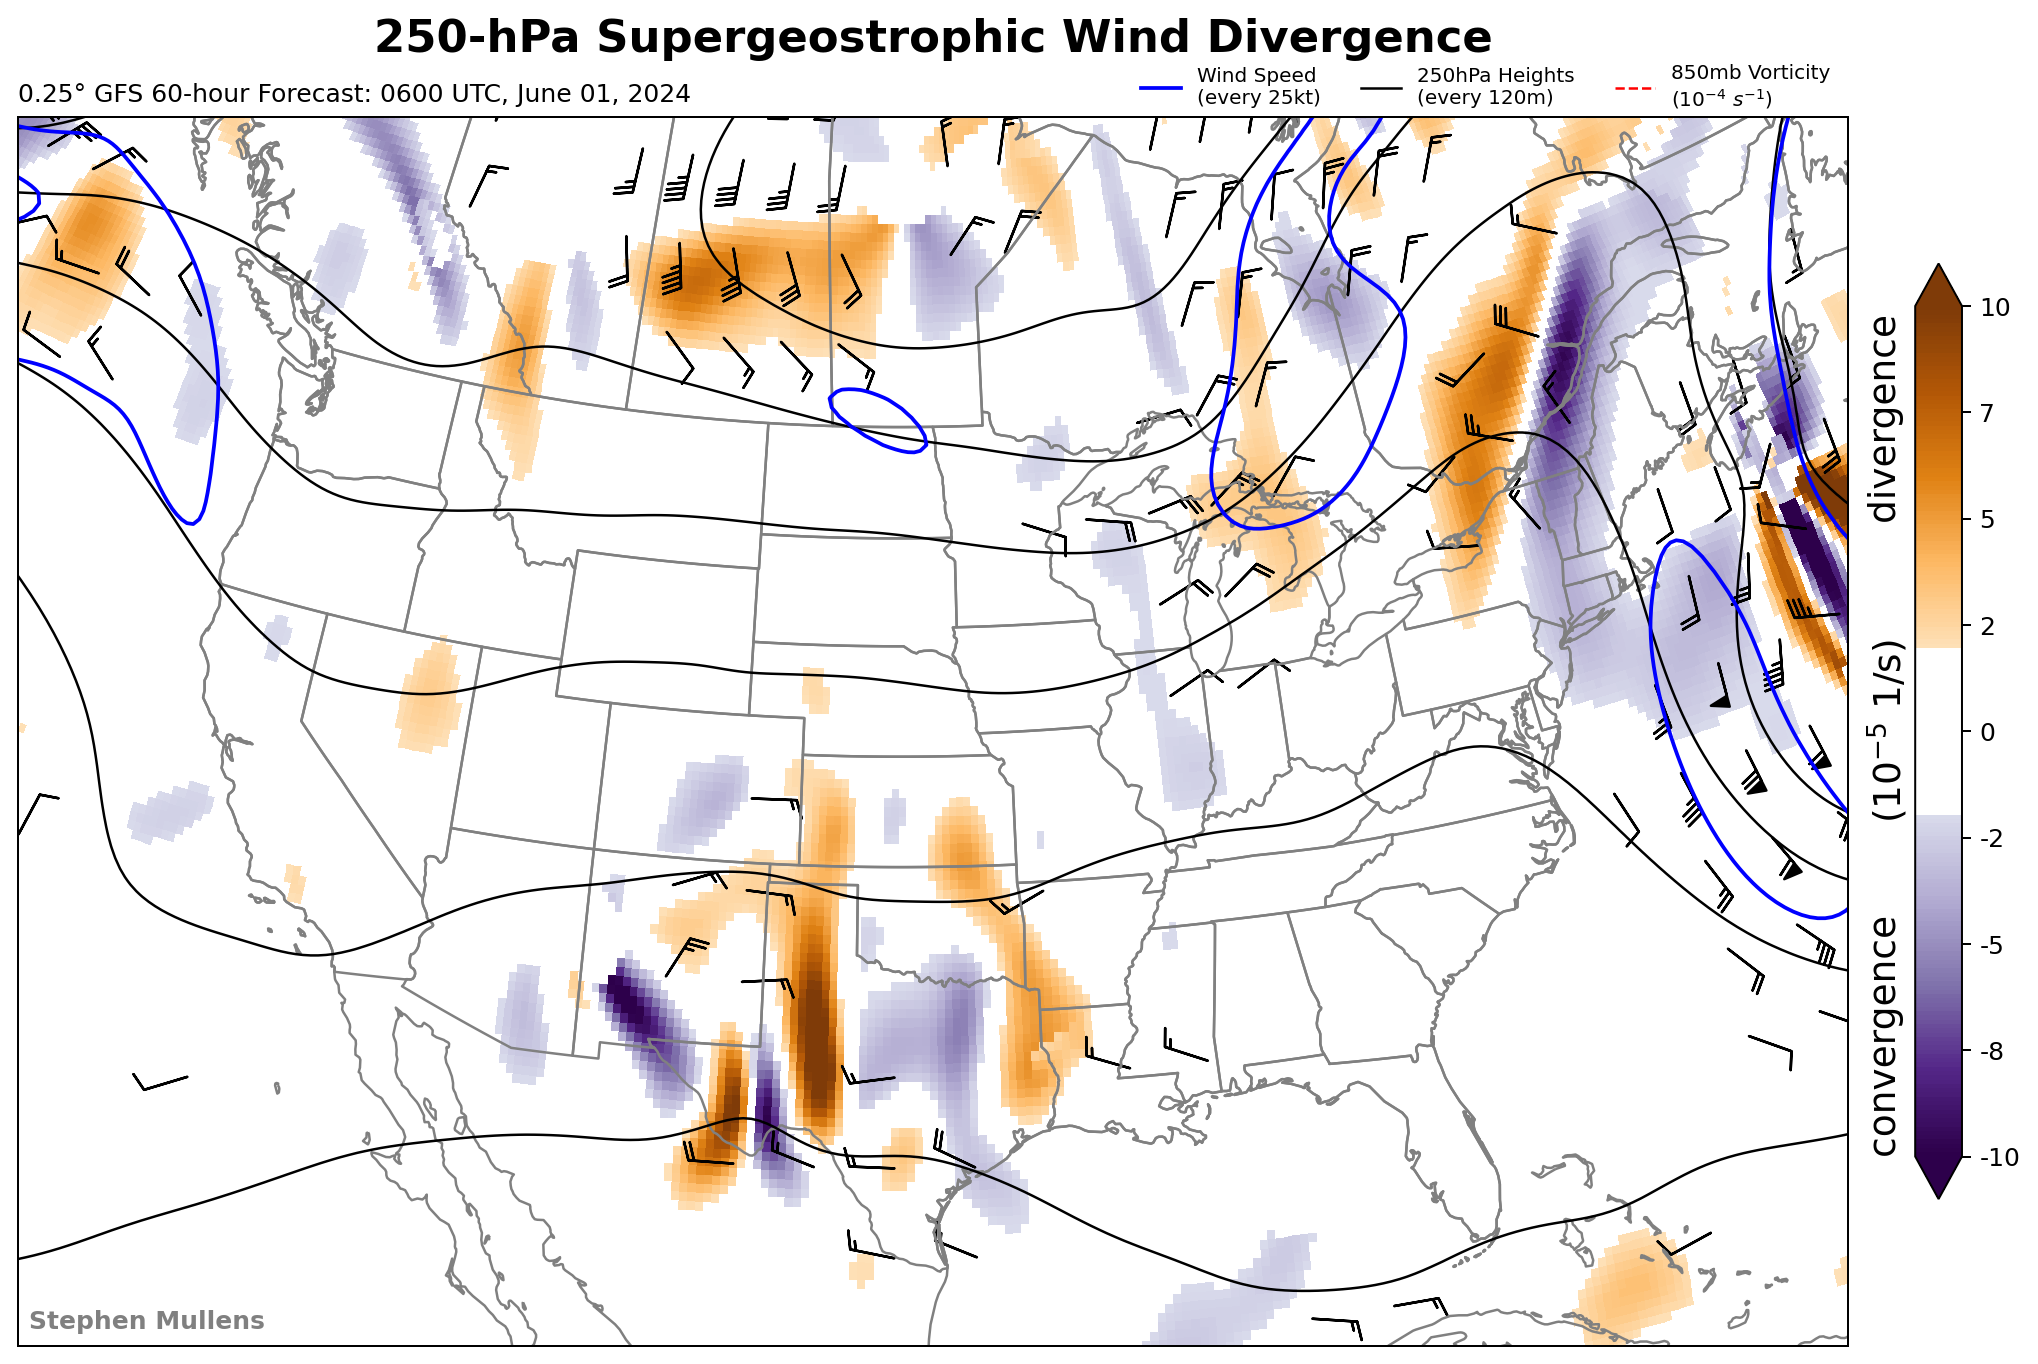 250-hPa Supergeostrophic Wind Divergence
0.25° GFS 60-hour Forecast: 0600 UTC, June 01, 2024
Wind Speed
(every 25kt)
250hPa Heights
(every 120m)
850mb Vorticity
(10⁻⁴ s⁻¹)
10
7
5
2
0
-2
-5
-8
-10
convergence (10⁻⁵ 1/s) divergence
Stephen Mullens